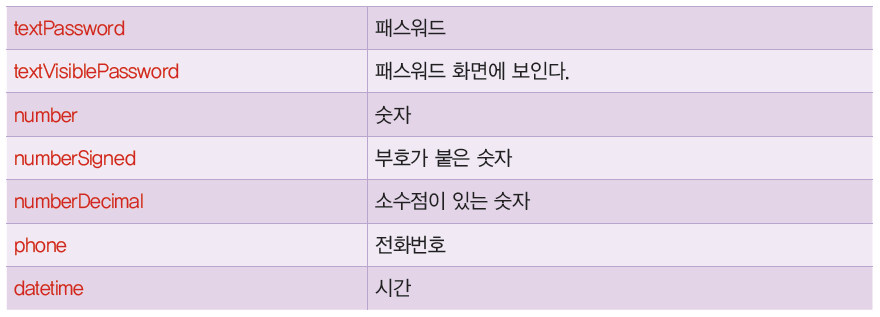 textPassword 패스워드
textVisiblePassword 패스워드 화면에 보인다.
number 숫자
numberSigned 부호가 붙은 숫자
numberDecimal 소수점이 있는 숫자
phone 전화번호
datetime 시간